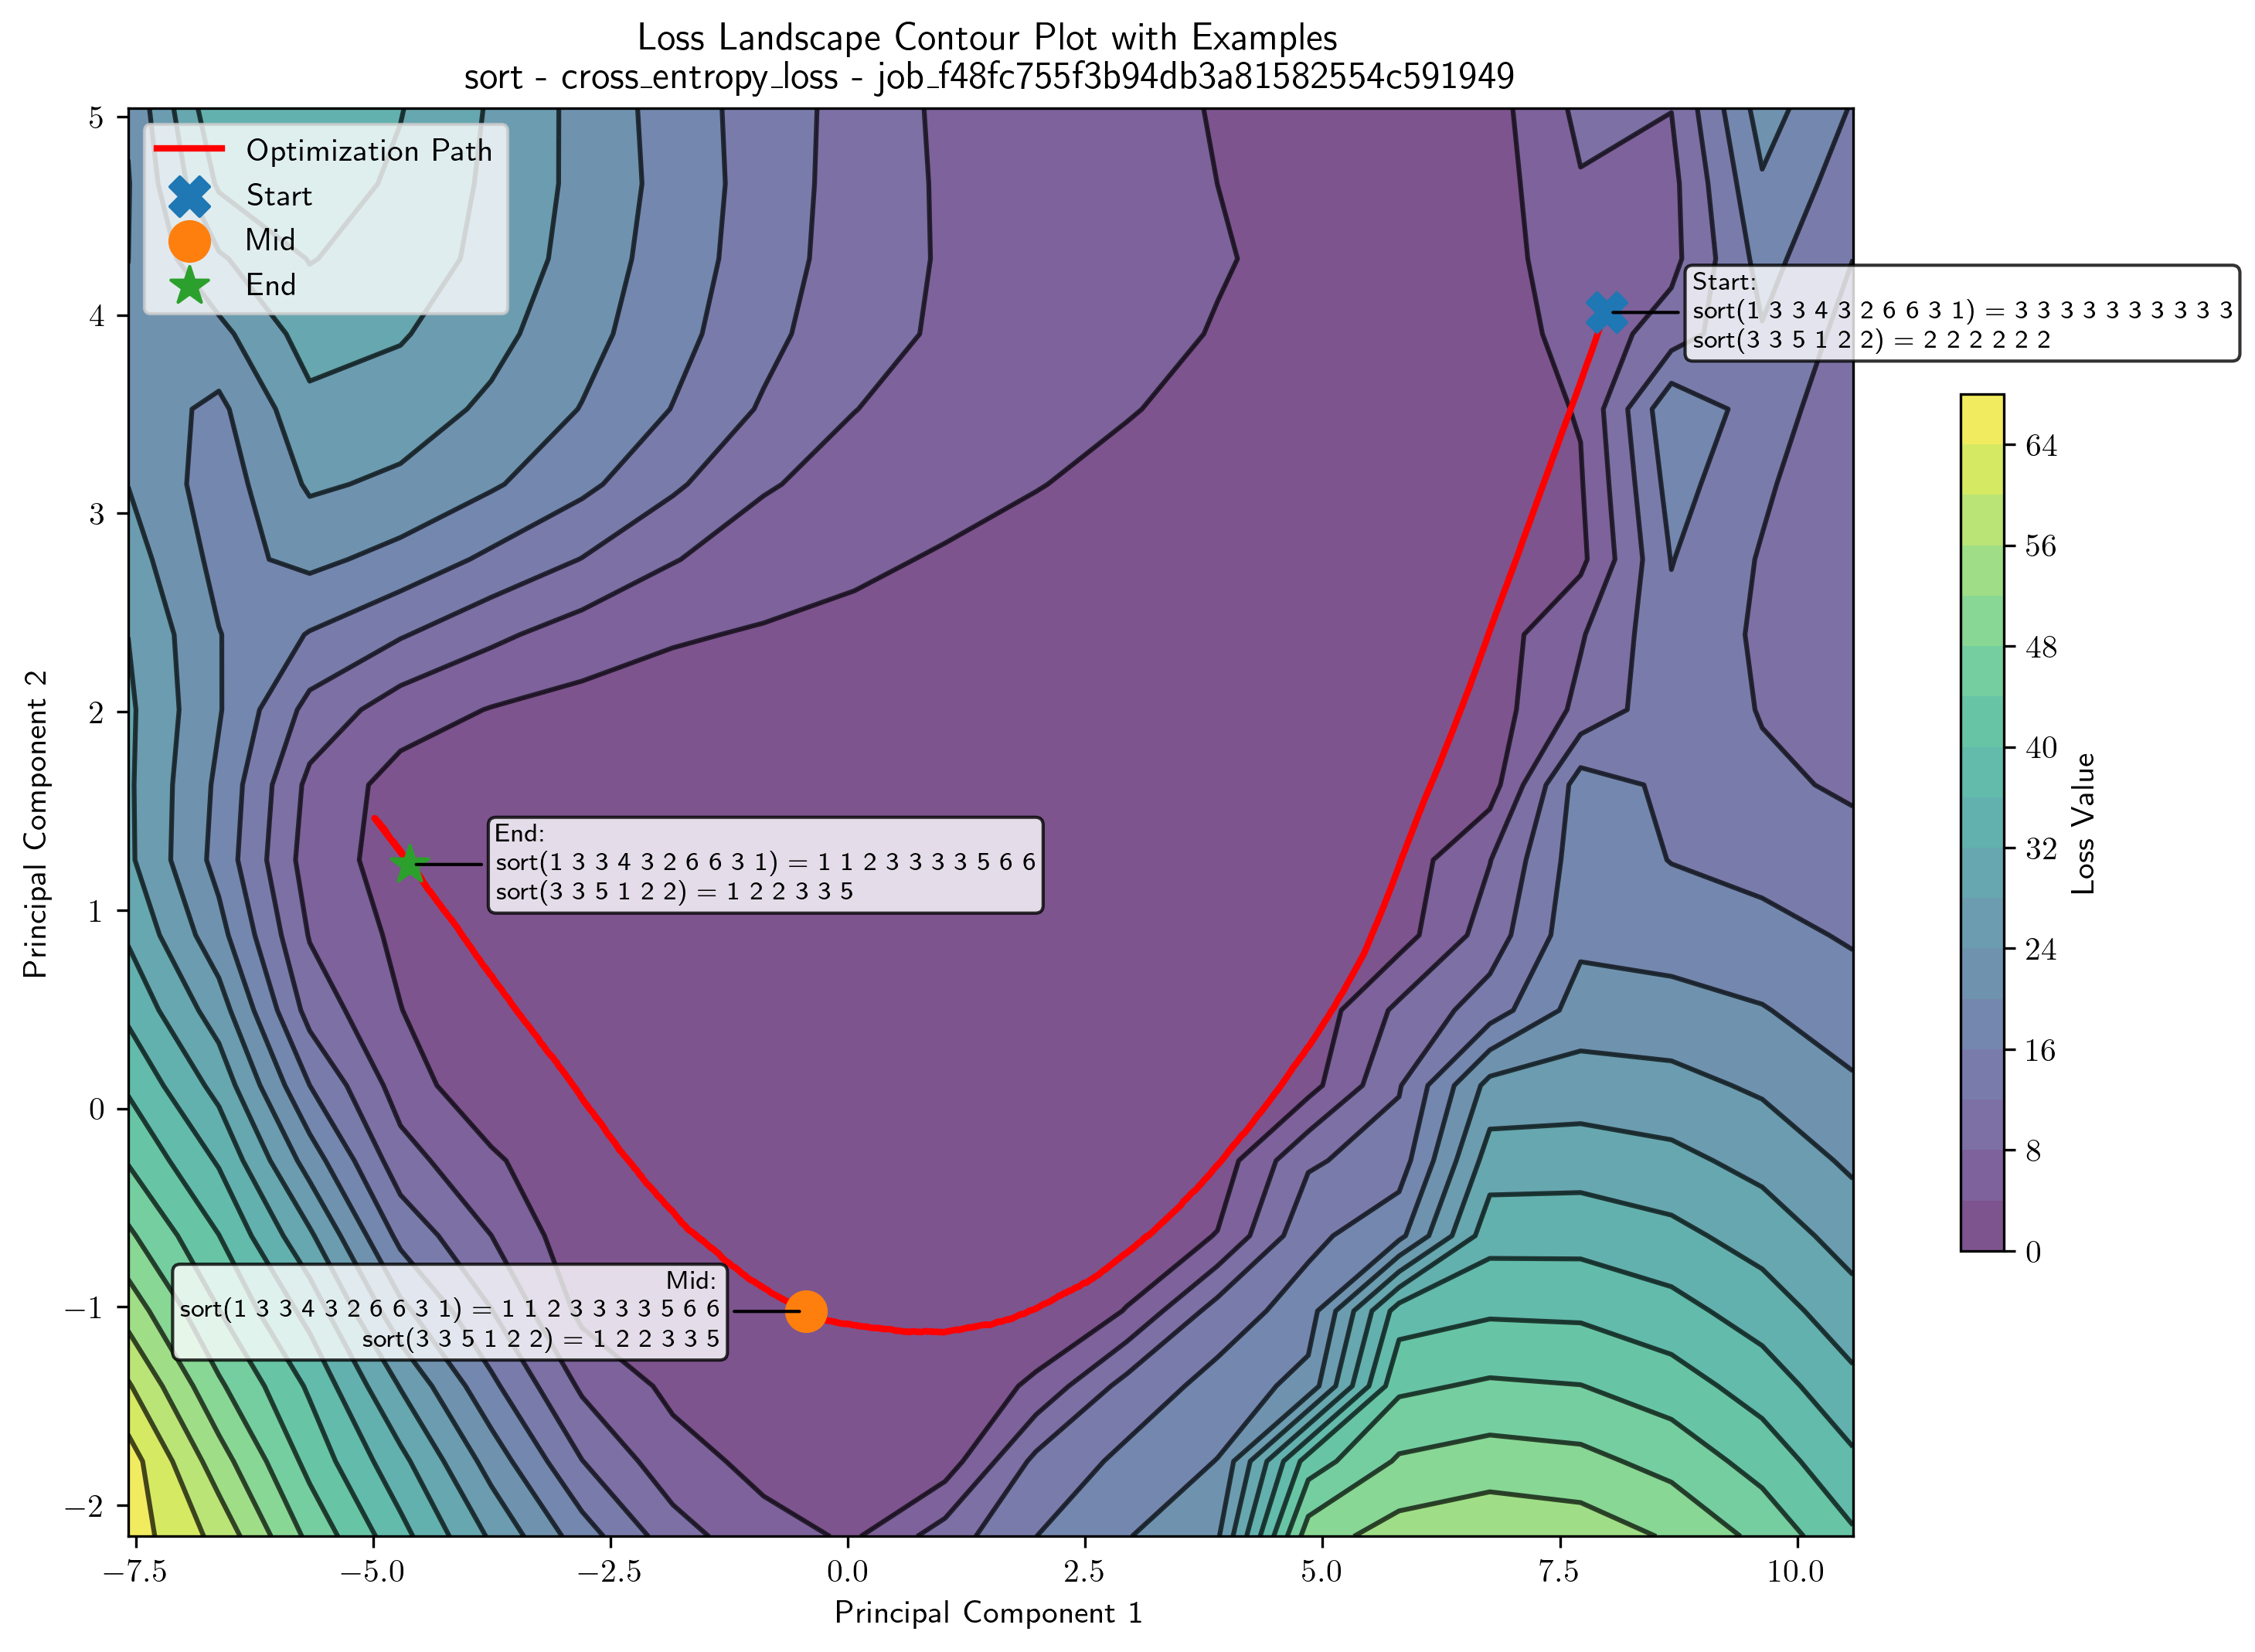 Loss Landscape Contour Plot with Examples
sort - cross_entropy_loss - job_f48fc755f3b94db3a81582554c591949
Optimization Path
Start
Mid
End
Start:
sort(1 3 3 4 3 2 6 6 3 1) = 3 3 3 3 3 3 3 3 3 3
sort(3 3 5 1 2 2) = 2 2 2 2 2 2
End:
sort(1 3 3 4 3 2 6 6 3 1) = 1 1 2 3 3 3 3 5 6 6
sort(3 3 5 1 2 2) = 1 2 2 3 3 5
Mid:
sort(1 3 3 4 3 2 6 6 3 1) = 1 1 2 3 3 3 3 5 6 6
sort(3 3 5 1 2 2) = 1 2 2 3 3 5
5
4
3
2
1
0
−1
−2
Principal Component 2
−7.5
−5.0
−2.5
0.0
2.5
5.0
7.5
10.0
Principal Component 1
64
56
48
40
32
24
16
8
0
Loss Value